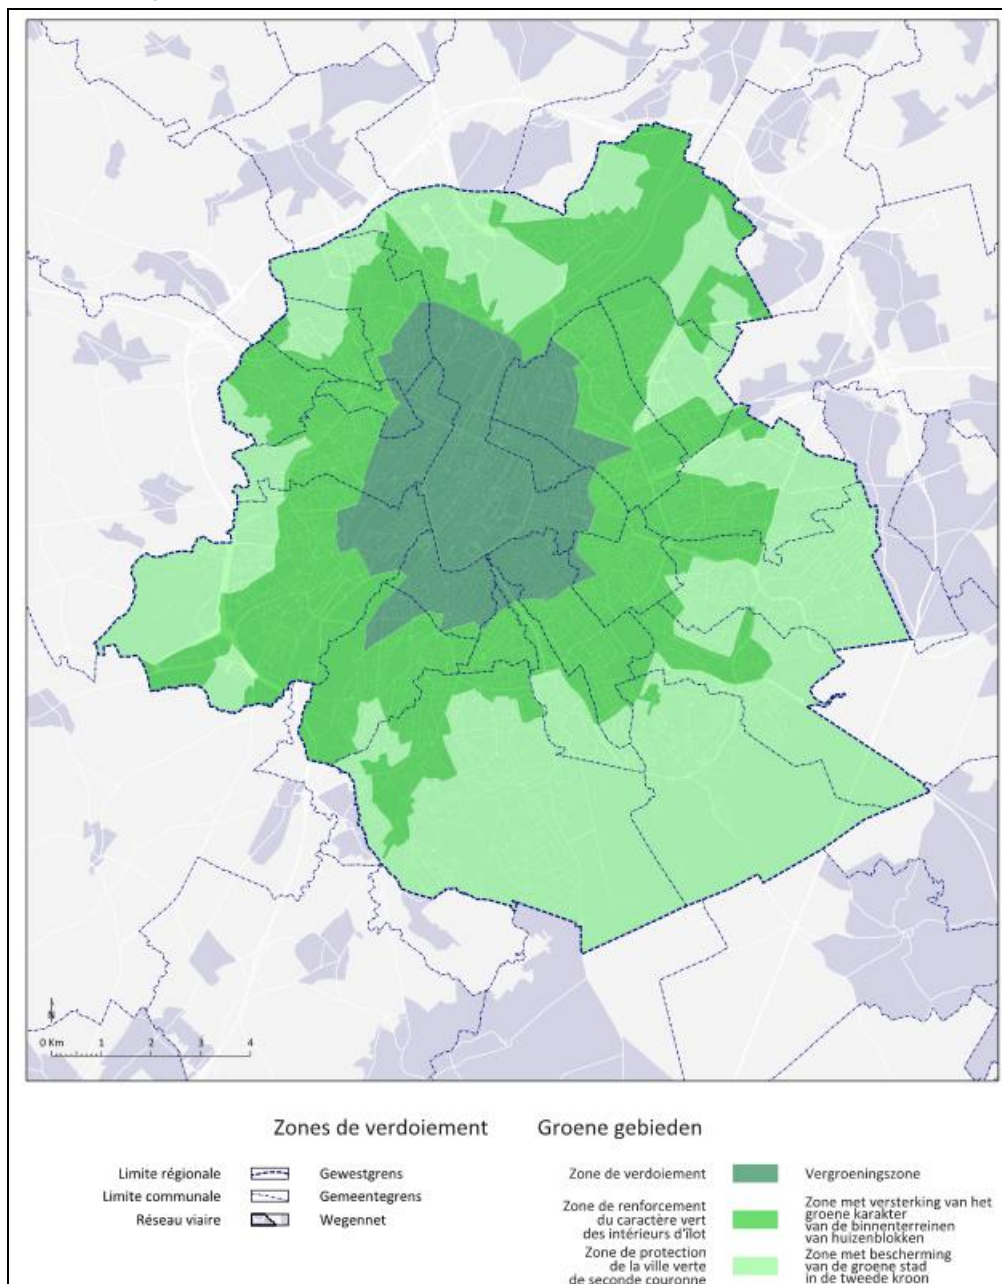 N
0 Km 1 2 3 4
Zones de verdoiement Groene gebieden
Limite régionale Gewestgrens
Limite communale Gemeentegrens
Réseau viaire Wegennet
Zone de verdoiement Vergroeningszone
Zone de renforcement
du caractère vert
des intérieurs d'îlot
Zone met versterking van het
groene karakter
van de binnenterreinen
van huizenblokken
Zone de protection
de la ville verte
de seconde couronne
Zone met bescherming
van de groene stad
in de tweede kroon